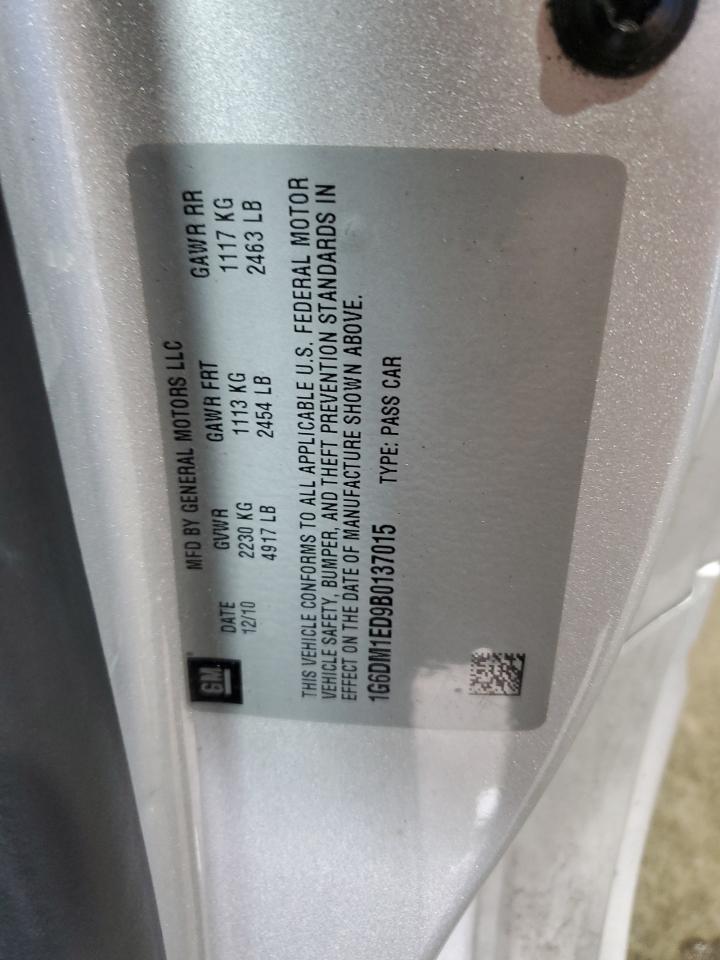 GM
MFD BY GENERAL MOTORS LLC
DATE GVWR GAWR FRT GAWR RR
12/10 2230 KG 1113 KG 1117 KG
4917 LB 2454 LB 2463 LB
THIS VEHICLE CONFORMS TO ALL APPLICABLE U.S. FEDERAL MOTOR
VEHICLE SAFETY, BUMPER, AND THEFT PREVENTION STANDARDS IN
EFFECT ON THE DATE OF MANUFACTURE SHOWN ABOVE.
1G6DM1ED9B0137015 TYPE: PASS CAR